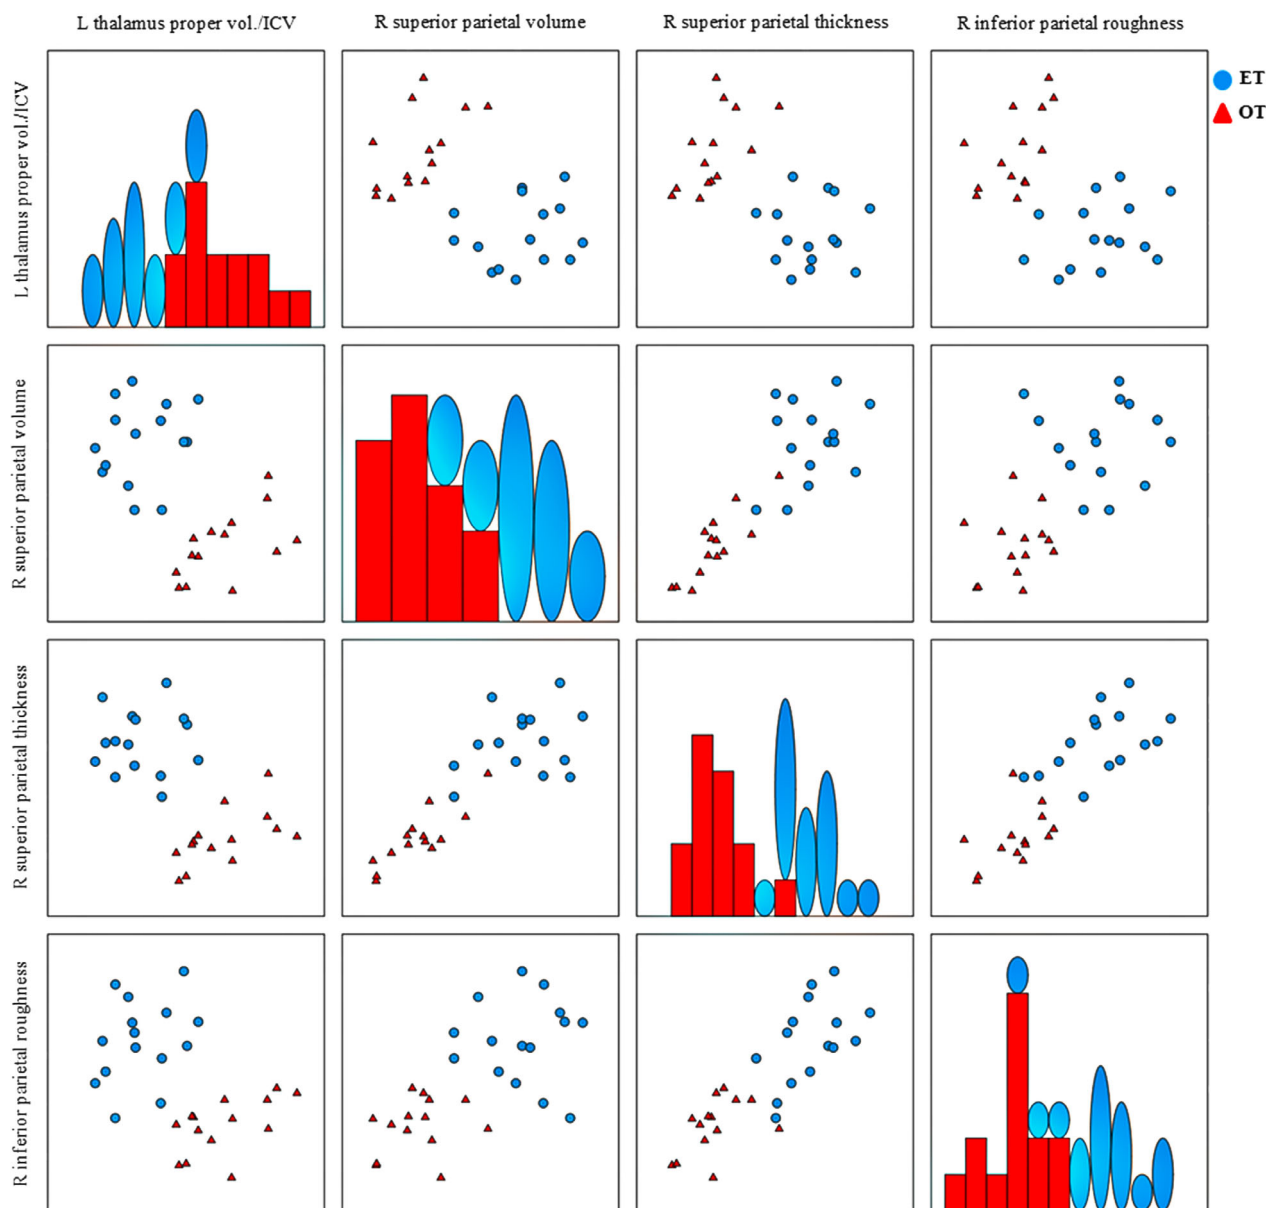 L thalamus proper vol./ICV
R superior parietal volume
R superior parietal thickness
R inferior parietal roughness
ET
OT
L thalamus proper vol./ICV
R superior parietal volume
R superior parietal thickness
R inferior parietal roughness